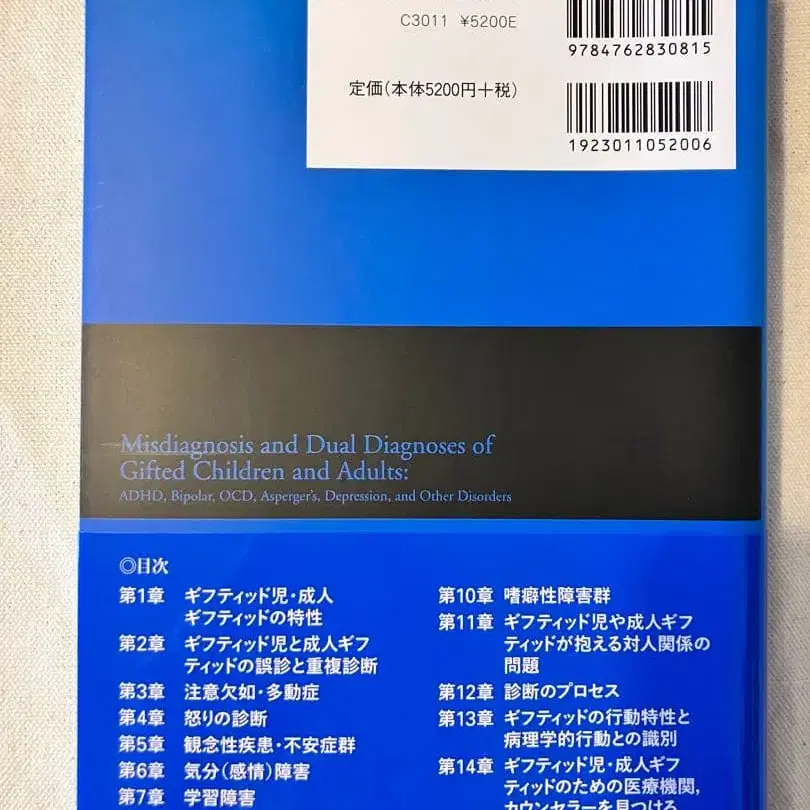 C3011 ¥5200E
9784762830815
定価(本体5200円+税)
1923011052006
Misdiagnosis and Dual Diagnoses of
Gifted Children and Adults:
ADHD, Bipolar, OCD, Asperger's, Depression, and Other Disorders
◎目次
第1章 ギフティッド児・成人
ギフティッドの特性
第2章 ギフティッド児と成人ギフ
ティッドの誤診と重複診断
第3章 注意欠如・多動症
第4章 怒りの診断
第5章 観念性疾患・不安症群
第6章 気分(感情)障害
第7章 学習障害
第10章 嗜癖性障害群
第11章 ギフティッド児や成人ギフ
ティッドが抱える対人関係の
問題
第12章 診断のプロセス
第13章 ギフティッドの行動特性と
病理学的行動との識別
第14章 ギフティッド児・成人ギフ
ティッドのための医療機関,
カウンセラーを見つける